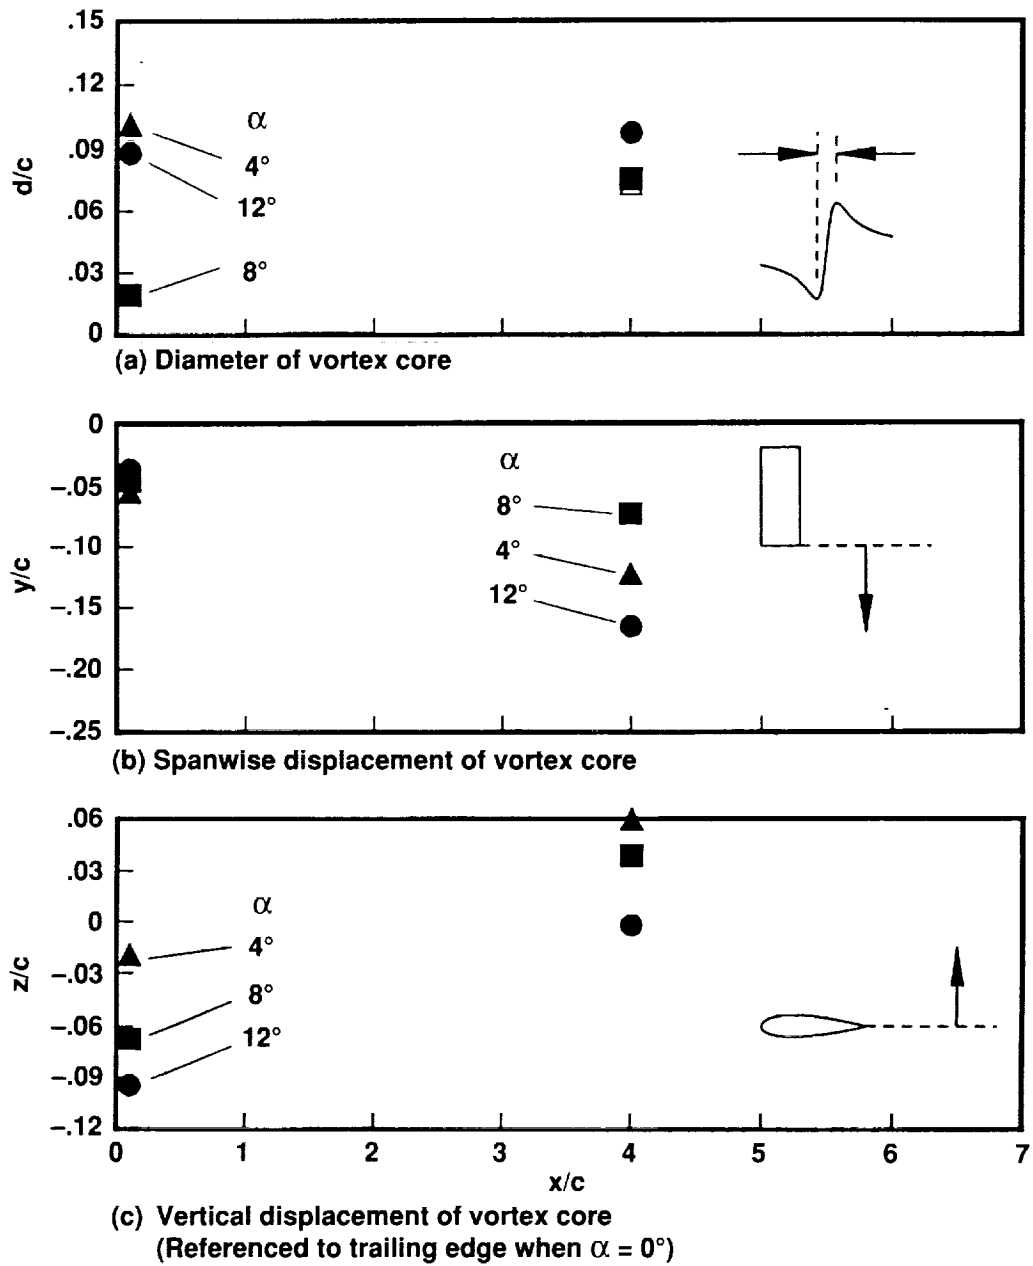 .15
.12
.09
.06
.03
0
d/c
α
4°
12°
8°
(a) Diameter of vortex core
0
–.05
–.10
–.15
–.20
–.25
y/c
α
8°
4°
12°
(b) Spanwise displacement of vortex core
.06
.03
0
–.03
–.06
–.09
–.12
z/c
α
4°
8°
12°
0 1 2 3 4 5 6 7
x/c
(c) Vertical displacement of vortex core
(Referenced to trailing edge when α = 0°)